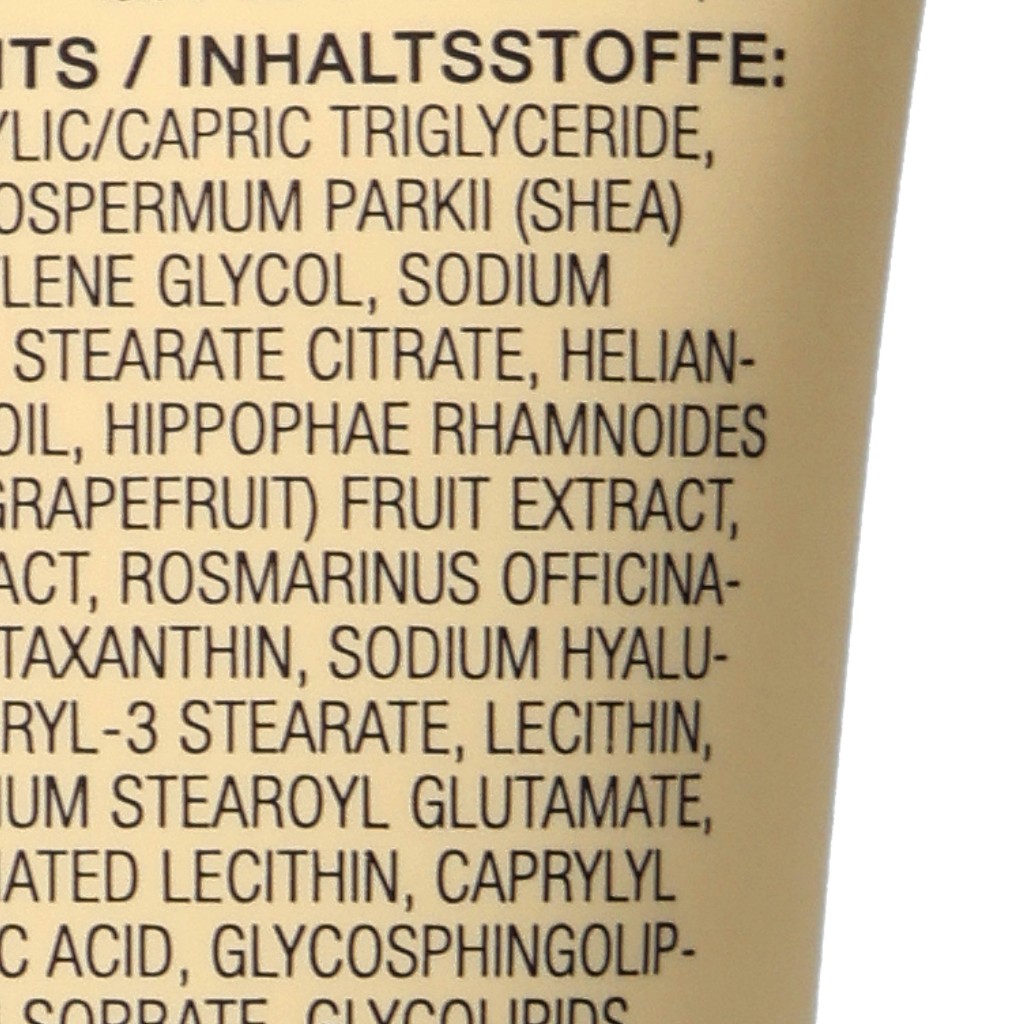 ITS / INHALTSSTOFFE:
YLIC/CAPRIC TRIGLYCERIDE,
OSPERMUM PARKII (SHEA)
LENE GLYCOL, SODIUM
STEARATE CITRATE, HELIAN-
OIL, HIPPOPHAE RHAMNOIDES
GRAPEFRUIT) FRUIT EXTRACT,
ACT, ROSMARINUS OFFICINA-
TAXANTHIN, SODIUM HYALU-
RYL-3 STEARATE, LECITHIN,
IUM STEAROYL GLUTAMATE,
ATED LECITHIN, CAPRYLYL
C ACID, GLYCOSPHINGOLIP-
SORBATE, GLYCOLIPIDS